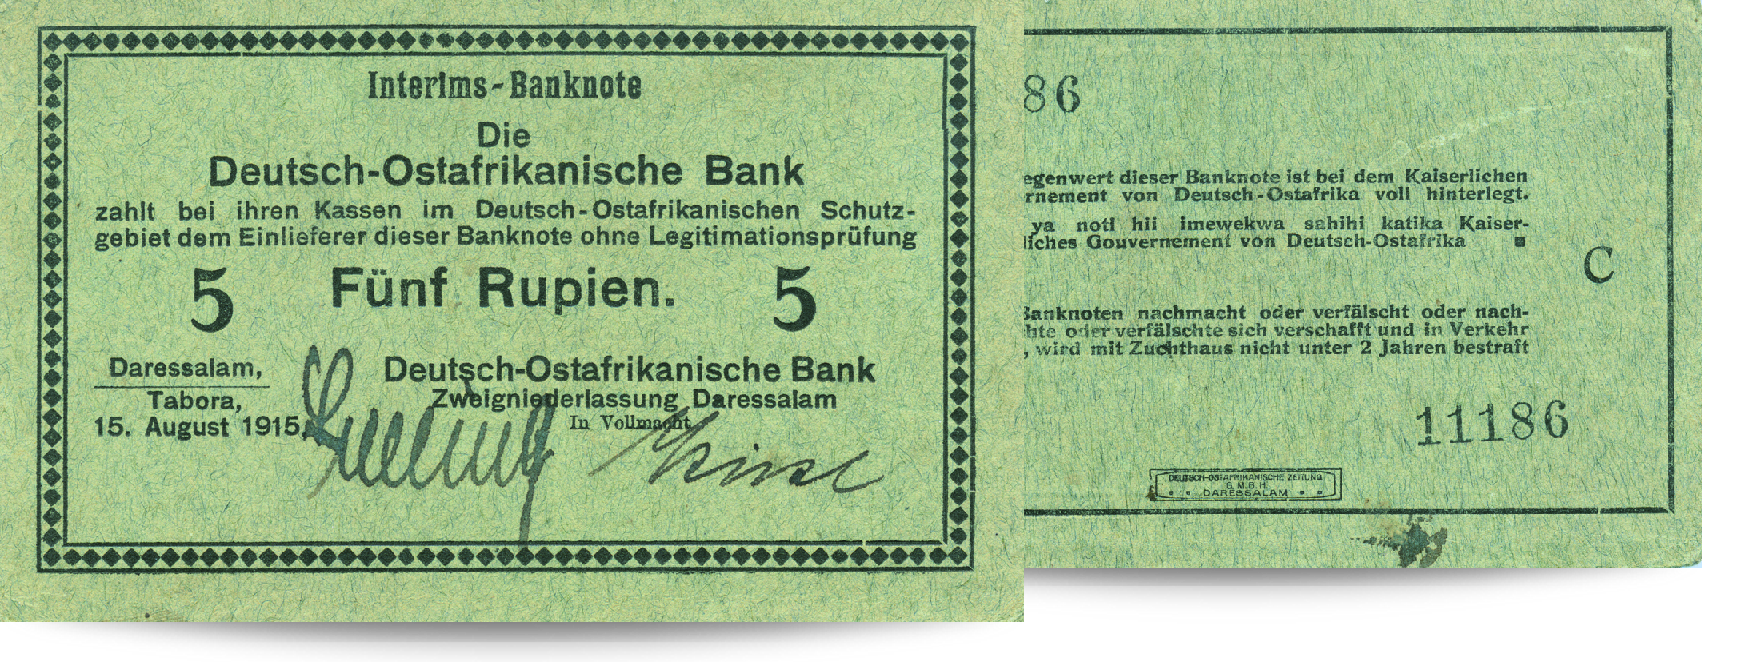 Interims-Banknote
Die
Deutsch-Ostafrikanische Bank
zahlt bei ihren Kassen im Deutsch-Ostafrikanischen Schutz-
gebiet dem Einlieferer dieser Banknote ohne Legitimationsprüfung
5 Fünf Rupien. 5
Daressalam,
Tabora,
15. August 1915,
Deutsch-Ostafrikanische Bank
Zweigniederlassung Daressalam
In Vollmacht
86
egenwert dieser Banknote ist bei dem Kaiserlichen
rnement von Deutsch-Ostafrika voll hinterlegt.
ya noti hii imewekwa sahihi katika Kaiser-
liches Gouvernement von Deutsch-Ostafrika
C
Banknoten nachmacht oder verfälscht oder nach-
hte oder verfälschte sich verschafft und in Verkehr
, wird mit Zuchthaus nicht unter 2 Jahren bestraft
11186
DEUTSCH-OSTAFRIKANISCHE ZEITUNG
G. M. B. H.
DARESSALAM